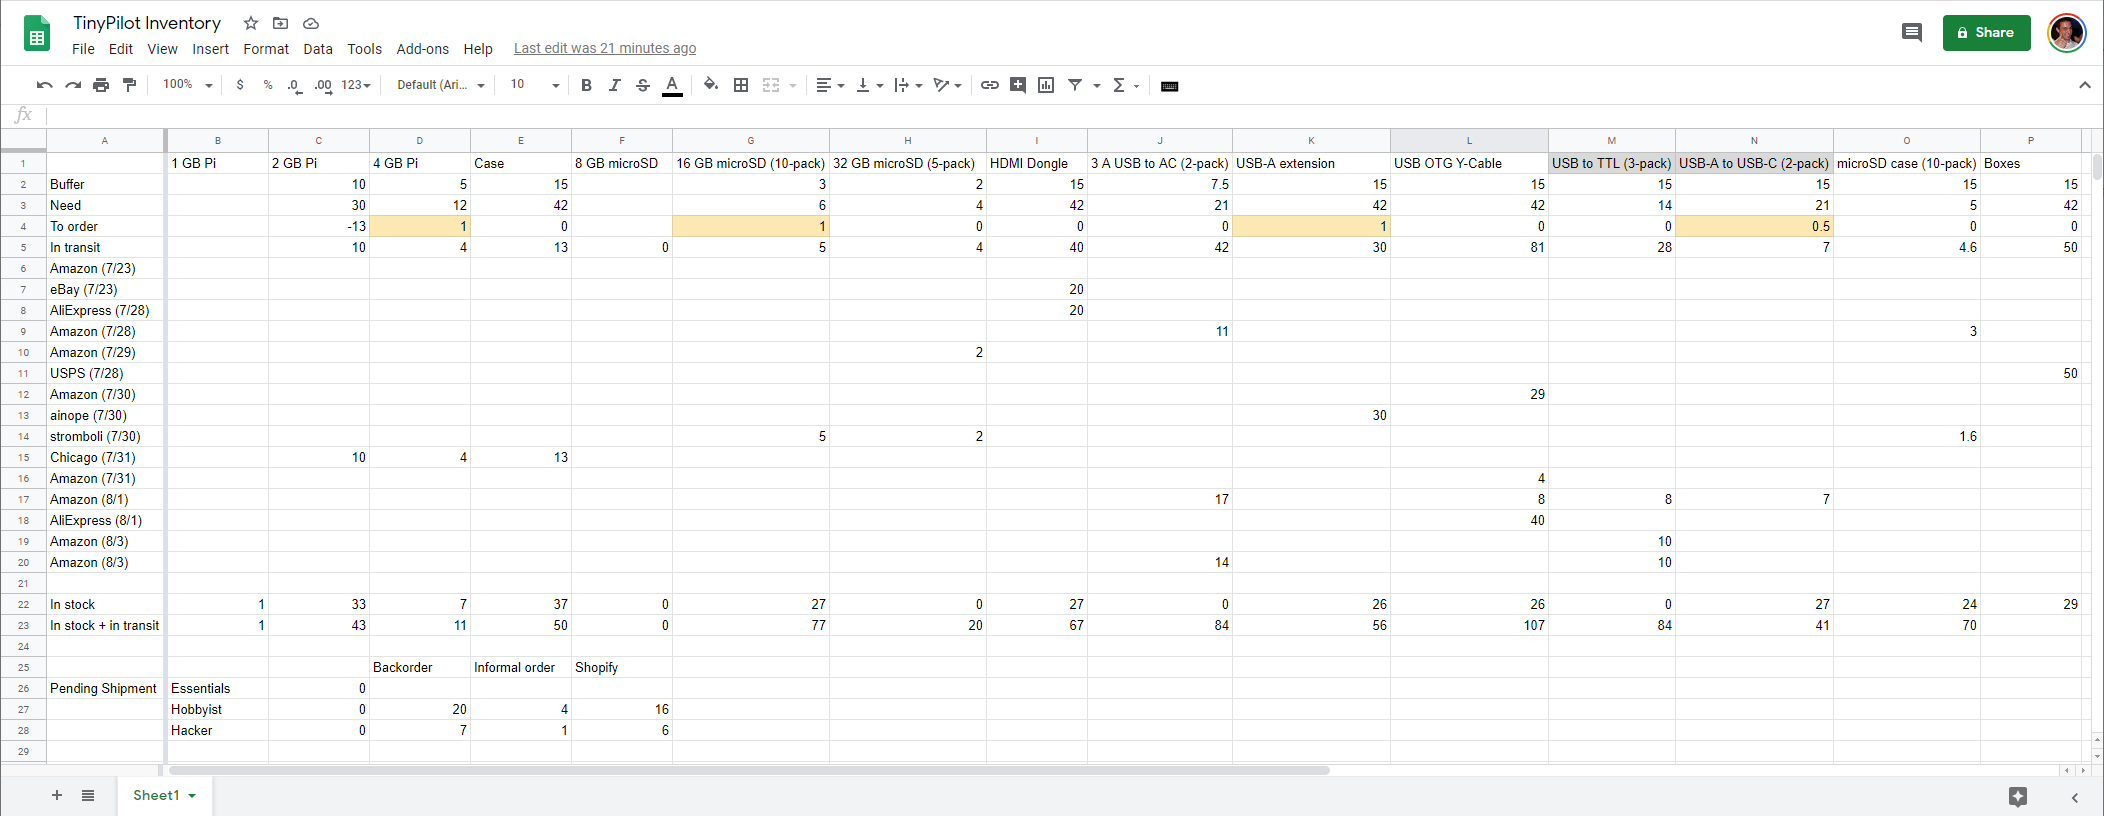 TinyPilot Inventory
File Edit View Insert Format Data Tools Add-ons Help Last edit was 21 minutes ago
Share
100% $ % .0 .00 123 Default (Ari... 10 B I S A
fx
A B C D E F G H I J K L M N O P
1 1 GB Pi 2 GB Pi 4 GB Pi Case 8 GB microSD 16 GB microSD (10-pack) 32 GB microSD (5-pack) HDMI Dongle 3 A USB to AC (2-pack) USB-A extension USB OTG Y-Cable USB to TTL (3-pack) USB-A to USB-C (2-pack) microSD case (10-pack) Boxes
2 Buffer 10 5 15 3 2 15 7.5 15 15 15 15 15 15
3 Need 30 12 42 6 4 42 21 42 42 14 21 5 42
4 To order -13 1 0 1 0 0 0 1 0 0 0.5 0 0
5 In transit 10 4 13 0 5 4 40 42 30 81 28 7 4.6 50
6 Amazon (7/23)
7 eBay (7/23) 20
8 AliExpress (7/28) 20
9 Amazon (7/28) 11 3
10 Amazon (7/29) 2
11 USPS (7/28) 50
12 Amazon (7/30) 29
13 ainope (7/30) 30
14 stromboli (7/30) 5 2 1.6
15 Chicago (7/31) 10 4 13
16 Amazon (7/31) 4
17 Amazon (8/1) 17 8 8 7
18 AliExpress (8/1) 40
19 Amazon (8/3) 10
20 Amazon (8/3) 14 10
21
22 In stock 1 33 7 37 0 27 0 27 0 26 26 0 27 24 29
23 In stock + in transit 1 43 11 50 0 77 20 67 84 56 107 84 41 70
24
25 Backorder Informal order Shopify
26 Pending Shipment Essentials 0
27 Hobbyist 0 20 4 16
28 Hacker 0 7 1 6
29
Sheet1